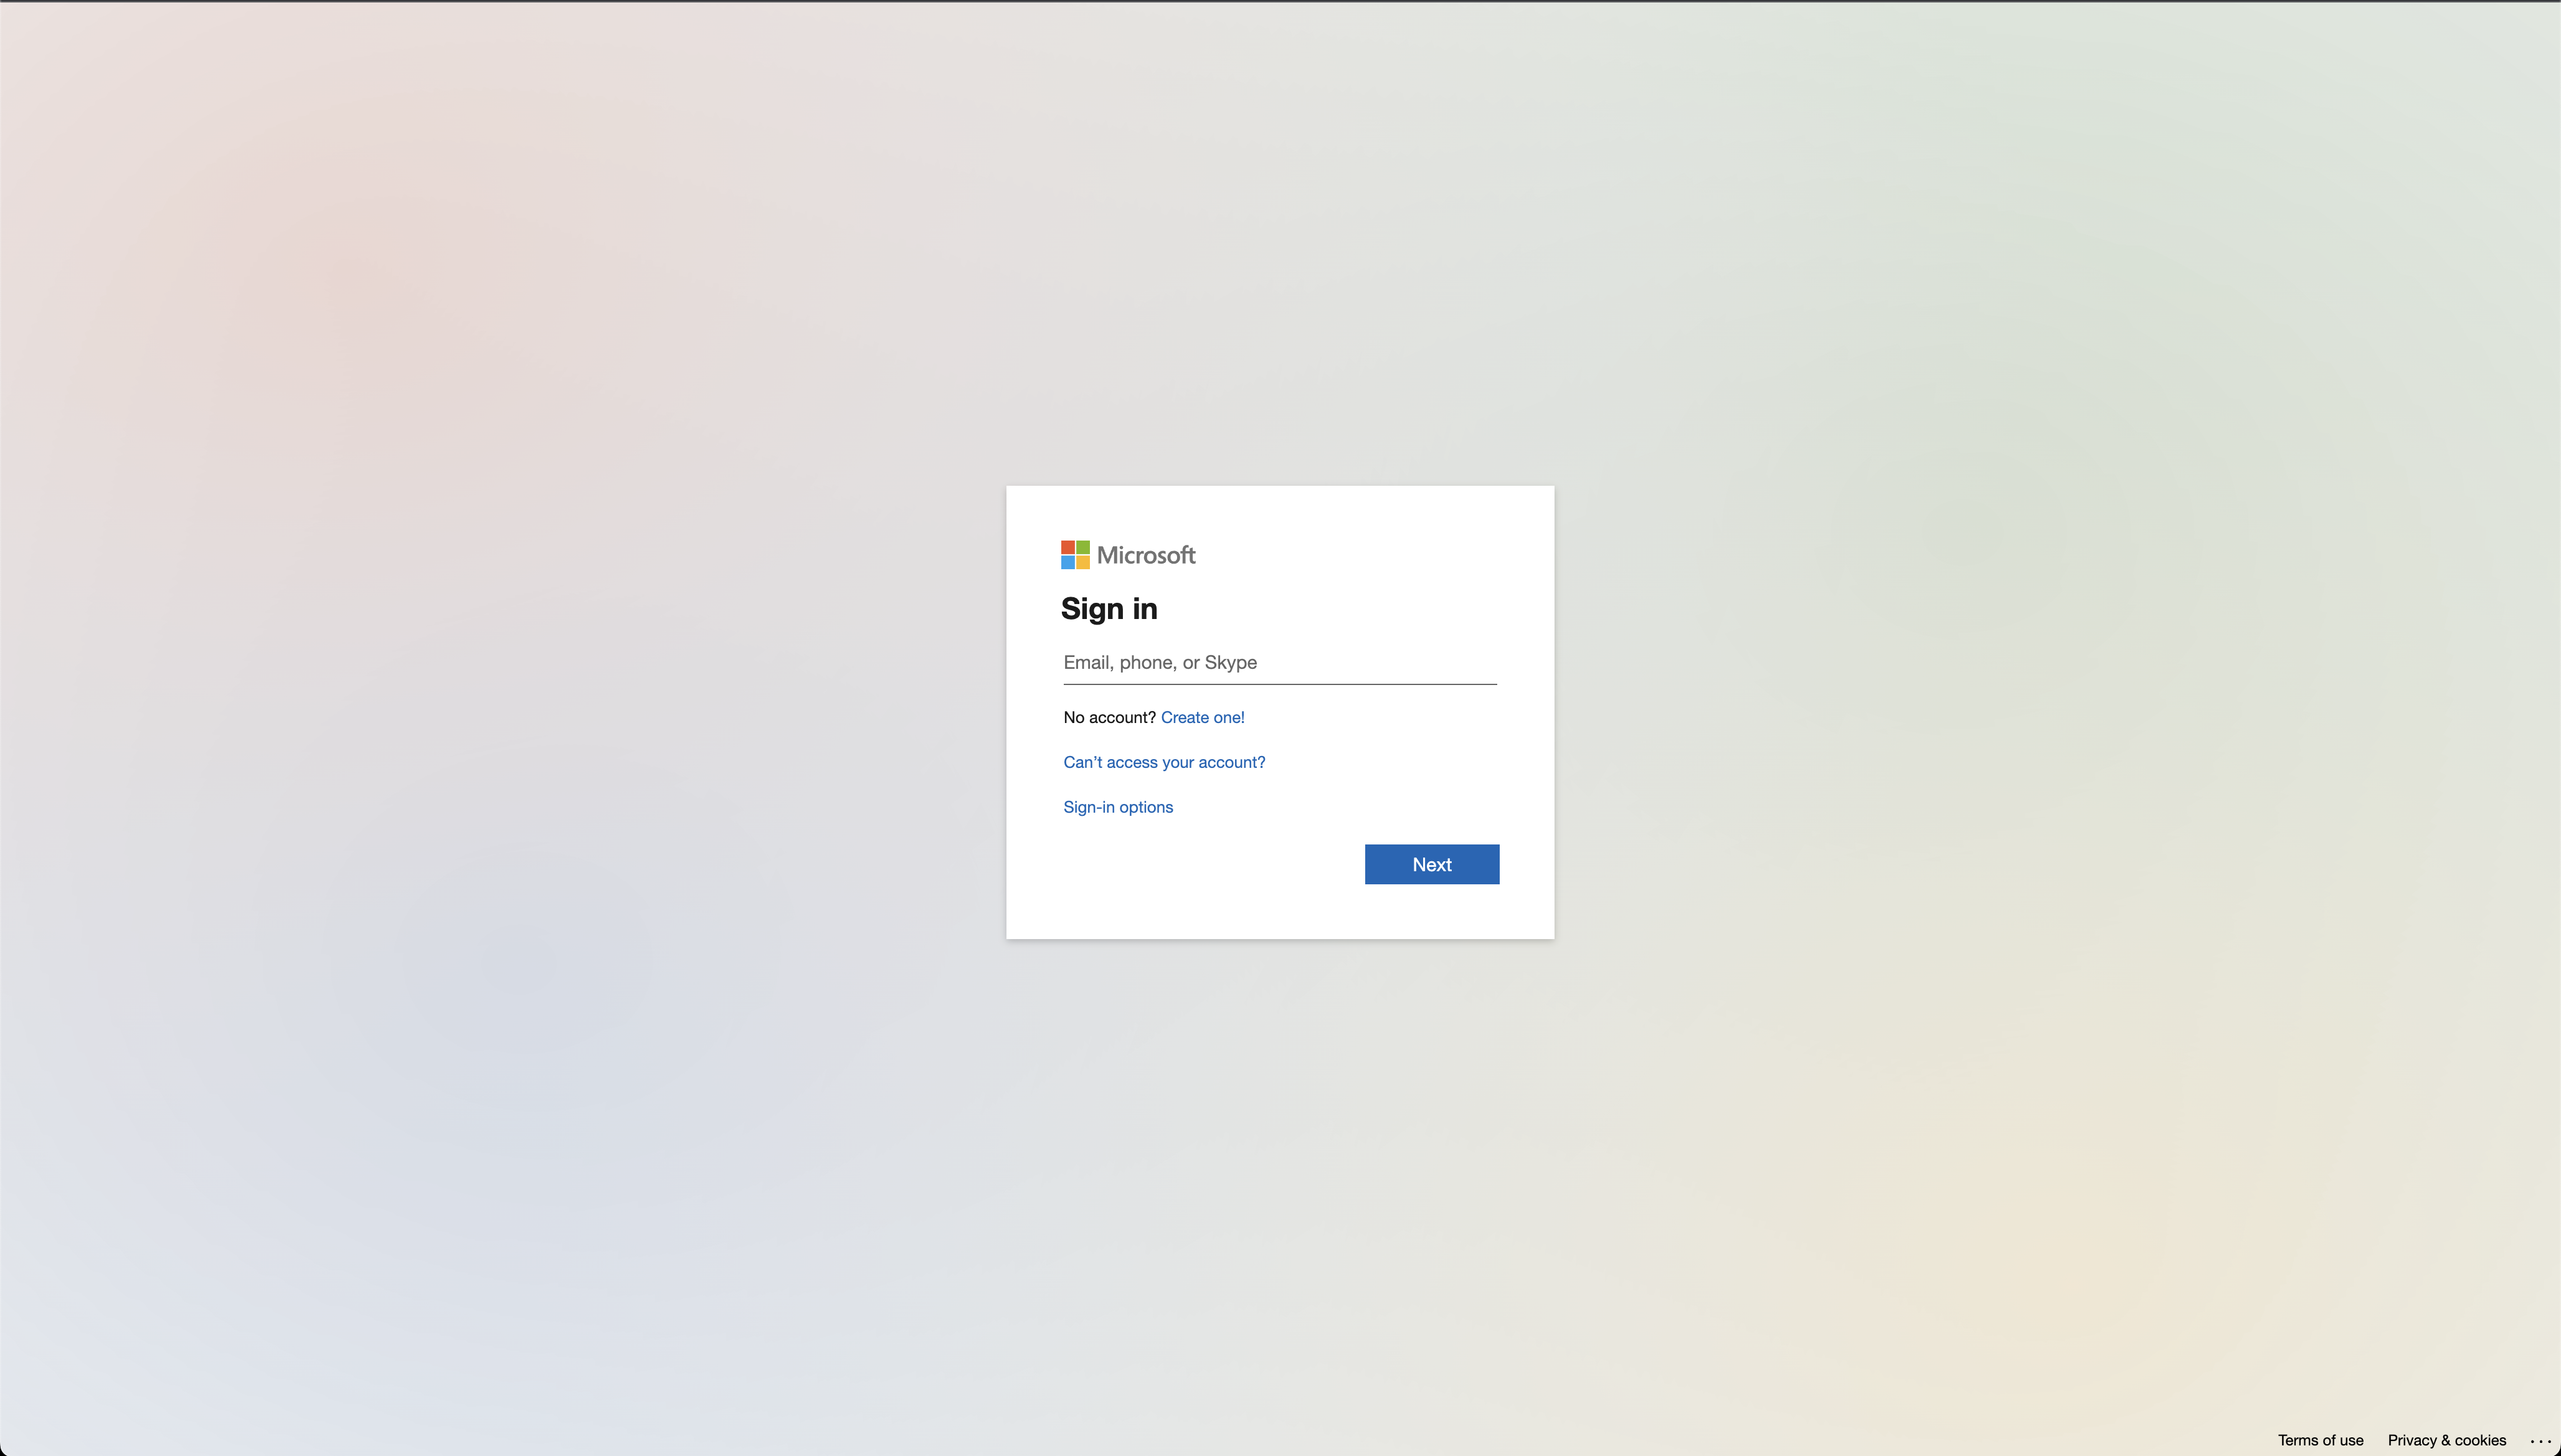 Microsoft
Sign in
Email, phone, or Skype
No account? Create one!
Can’t access your account?
Sign-in options
Next
Terms of use Privacy & cookies ...